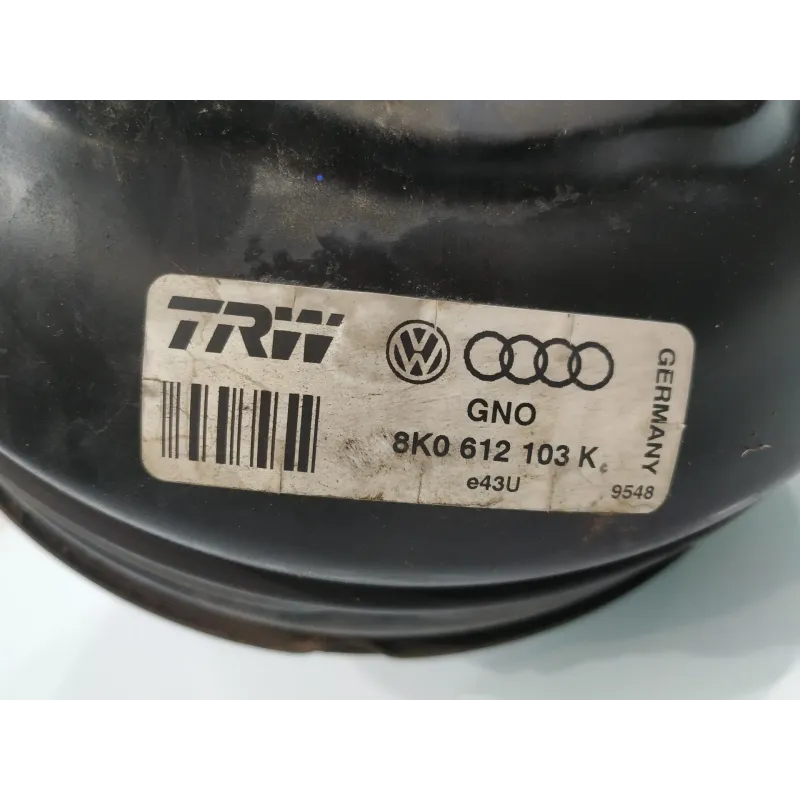 TRW
GNO
8K0 612 103 K
e43U
GERMANY
9548